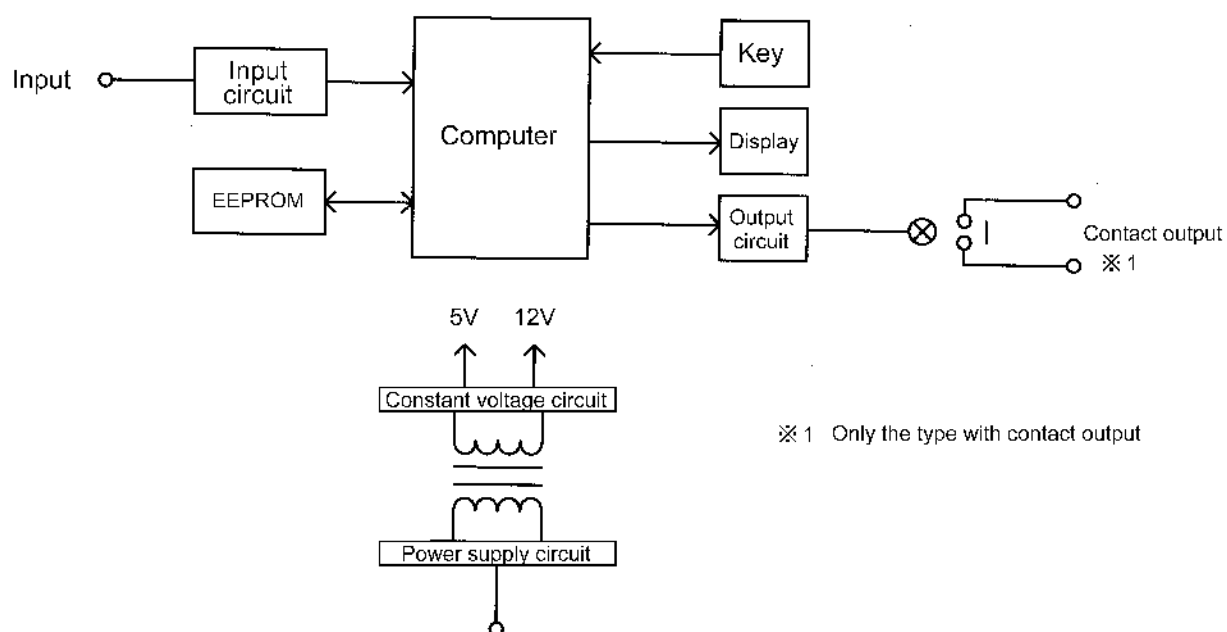 Input
Input
circuit
EEPROM
Computer
Key
Display
Output
circuit
Contact output
※1
5V 12V
Constant voltage circuit
Power supply circuit
※1 Only the type with contact output